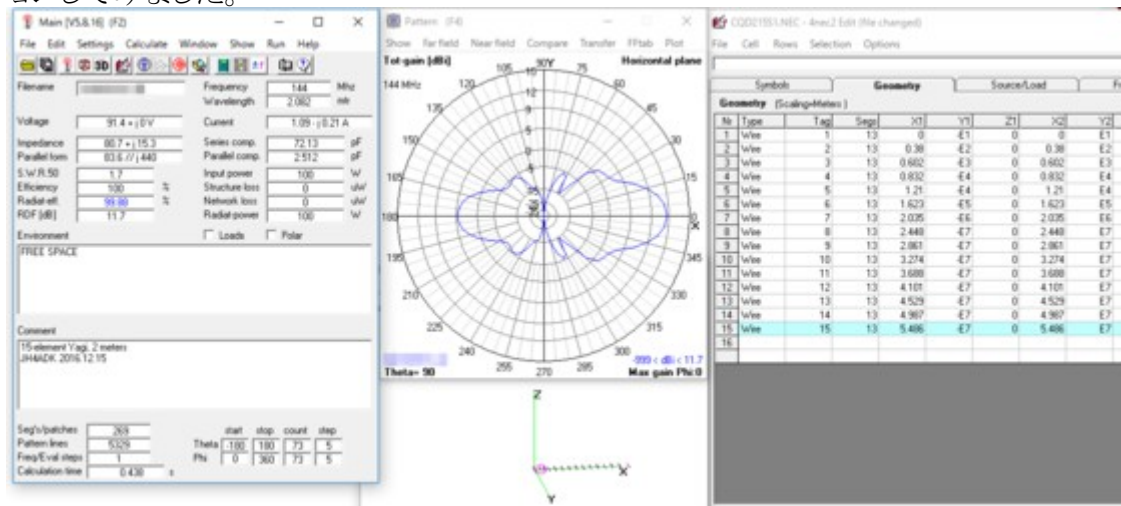 してみました。
Main [V5.8.16] (F2)
File Edit Settings Calculate Window Show Run Help
3D
Filename
Frequency 144 Mhz
Wavelength 2.082 mtr
Voltage 91.4 + j 0 V
Current 1.09 - j 0.21 A
Impedance 80.7 + j 15.3
Series comp. 72.13 pF
Parallel form 83.6 // j 440
Parallel comp. 2.512 pF
S.W.R.50 1.7
Input power 100 W
Efficiency 100 %
Structure loss 0 uW
Radiat-eff. 99.88 %
Network loss 0 uW
RDF [dB] 11.7
Radiat-power 100 W
Environment
Loads Polar
FREE SPACE
Comment
15-element Yagi, 2 meters
JH4ADK 2016.12.15
Seg's/patches 269
start stop count step
Pattern lines 5329
Theta -180 180 73 5
Freq/Eval steps 1
Phi 0 360 73 5
Calculation time 0.438 s
Pattern (F4)
Show Far field Near field Compare Transfer FFtab Plot
Tot-gain [dBi]
Horizontal plane
144 MHz
105 90 Y 75
60
135 45
165
180 0
X
195 345
210 330
225 315
240 300
255 270 285
-999 < dBi < 11.7
Theta= 90
Max gain Phi:0
Z
X
Y
CQD215S1.NEC - 4nec2 Edit (file changed)
File Cell Rows Selection Options
Symbols Geometry Source/Load
Geometry (Scaling=Meters)
Nr Type Tag Segs X1 Y1 Z1 X2 Y2
1 Wire 1 13 0 -E1 0 0 E1
2 Wire 2 13 0.38 -E2 0 0.38 E2
3 Wire 3 13 0.602 -E3 0 0.602 E3
4 Wire 4 13 0.832 -E4 0 0.832 E4
5 Wire 5 13 1.21 -E4 0 1.21 E4
6 Wire 6 13 1.623 -E5 0 1.623 E5
7 Wire 7 13 2.035 -E6 0 2.035 E6
8 Wire 8 13 2.448 -E7 0 2.448 E7
9 Wire 9 13 2.861 -E7 0 2.861 E7
10 Wire 10 13 3.274 -E7 0 3.274 E7
11 Wire 11 13 3.688 -E7 0 3.688 E7
12 Wire 12 13 4.101 -E7 0 4.101 E7
13 Wire 13 13 4.529 -E7 0 4.529 E7
14 Wire 14 13 4.987 -E7 0 4.987 E7
15 Wire 15 13 5.486 -E7 0 5.486 E7
16